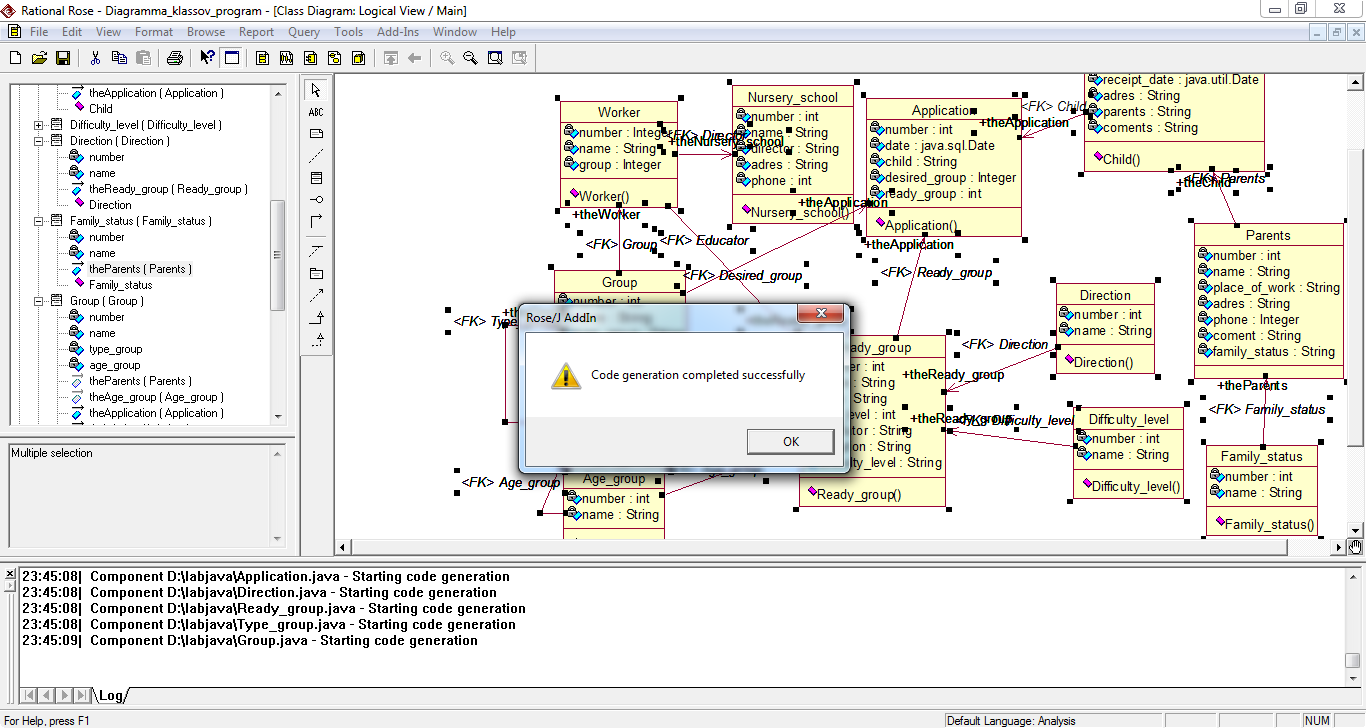 Rational Rose - Diagramma_klassov_program - [Class Diagram: Logical View / Main]
File Edit View Format Browse Report Query Tools Add-Ins Window Help
theApplication ( Application )
Child
Difficulty_level ( Difficulty_level )
Direction ( Direction )
number
name
theReady_group ( Ready_group )
Direction
Family_status ( Family_status )
number
name
theParents ( Parents )
Family_status
Group ( Group )
number
name
type_group
age_group
theParents ( Parents )
theAge_group ( Age_group )
theApplication ( Application )
Multiple selection
ABC
Worker
number : Integer
name : String
group : Integer
Worker()
+theWorker
<FK> Group
<FK> Educator
Nursery_school
number : int
name : String
director : String
adres : String
phone : int
Nursery_school()
<FK> Director
+theNursery_school
Application
number : int
date : java.sql.Date
child : String
desired_group : Integer
ready_group : int
Application()
+theApplication
+theApplication
<FK> Child
+theApplication
receipt_date : java.util.Date
adres : String
parents : String
coments : String
Child()
<FK> Parents
+theChild
Parents
number : int
name : String
place_of_work : String
adres : String
phone : Integer
coment : String
family_status : String
+theParents
<FK> Family_status
Family_status
number : int
name : String
Family_status()
Group
number : int
<FK> Desired_group
<FK> Ready_group
Direction
number : int
name : String
Direction()
<FK> Direction
+theReady_group
+theReady_group
<FK> Difficulty_level
Difficulty_level
number : int
name : String
Difficulty_level()
Ready_group()
<FK> Age_group
Age_group
number : int
name : String
Rose/J AddIn
Code generation completed successfully
OK
23:45:08| Component D:\labjava\Application.java - Starting code generation
23:45:08| Component D:\labjava\Direction.java - Starting code generation
23:45:08| Component D:\labjava\Ready_group.java - Starting code generation
23:45:08| Component D:\labjava\Type_group.java - Starting code generation
23:45:09| Component D:\labjava\Group.java - Starting code generation
Log
For Help, press F1
Default Language: Analysis
NUM